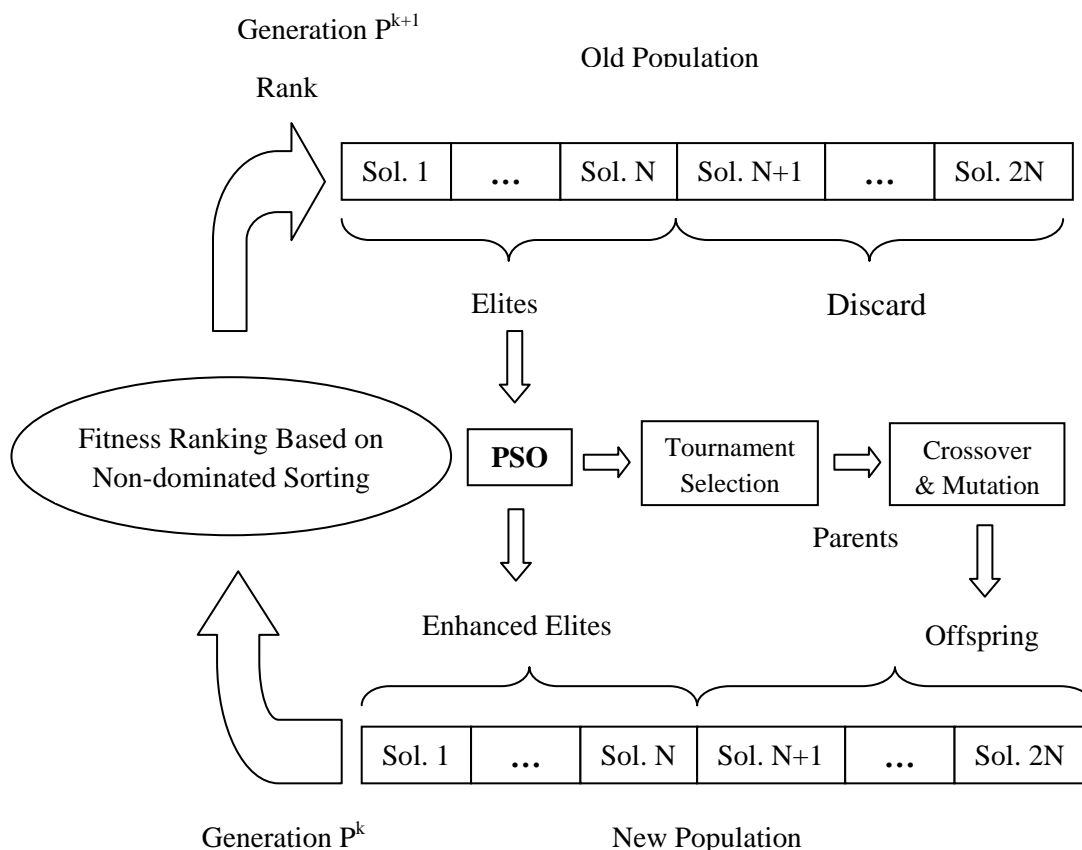 Generation P^k+1
Old Population
Rank
Sol. 1 ... Sol. N Sol. N+1 ... Sol. 2N
Elites
Discard
Fitness Ranking Based on
Non-dominated Sorting
PSO
Tournament
Selection
Crossover
& Mutation
Parents
Enhanced Elites
Offspring
Sol. 1 ... Sol. N Sol. N+1 ... Sol. 2N
Generation P^k
New Population